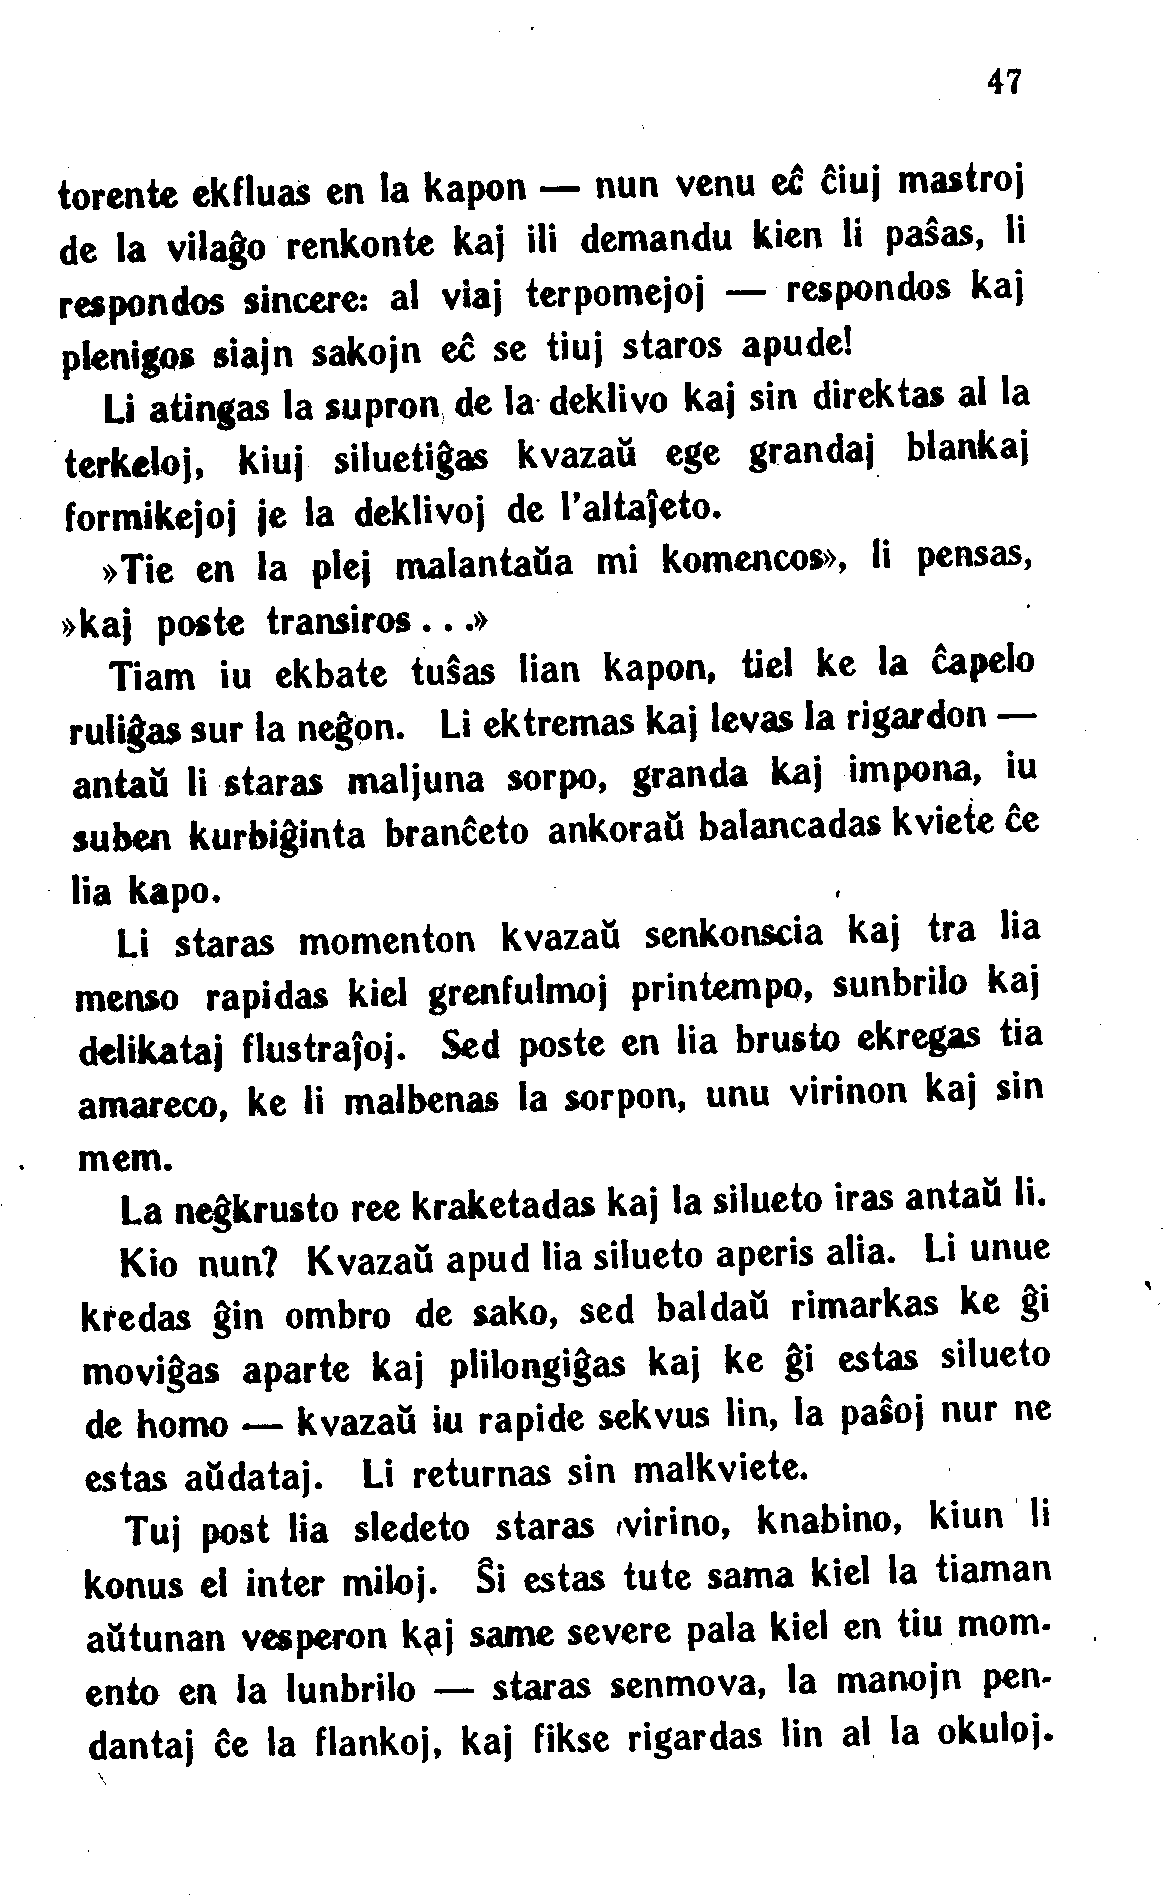 47
torente ekfluas en la kapon — nun venu eĉ ĉiuj mastroj
de la vilaĝo renkonte kaj ili demandu kien li paŝas, li
respondos sincere: al viaj terpomejoj — respondos kaj
plenigos siajn sakojn eĉ se tiuj staros apude!
Li atingas la supron de la deklivo kaj sin direktas al la
terkeloj, kiuj siluetiĝas kvazaŭ ege grandaj blankaj
formikejoj je la deklivoj de l'altaĵeto.
»Tie en la plej malantaŭa mi komencos», li pensas,
»kaj poste transiros . . .»
Tiam iu ekbate tuŝas lian kapon, tiel ke la ĉapelo
ruliĝas sur la neĝon. Li ektremas kaj levas la rigardon —
antaŭ li staras maljuna sorpo, granda kaj impona, iu
suben kurbiĝinta branĉeto ankoraŭ balancadas kviete ĉe
lia kapo.
Li staras momenton kvazaŭ senkonscia kaj tra lia
menso rapidas kiel grenfulmoj printempo, sunbrilo kaj
delikataj flustraĵoj. Sed poste en lia brusto ekregas tia
amareco, ke li malbenas la sorpon, unu virinon kaj sin
mem.
La neĝkrusto ree kraketadas kaj la silueto iras antaŭ li.
Kio nun? Kvazaŭ apud lia silueto aperis alia. Li unue
kredas ĝin ombro de sako, sed baldaŭ rimarkas ke ĝi
moviĝas aparte kaj plilongiĝas kaj ke ĝi estas silueto
de homo — kvazaŭ iu rapide sekvus lin, la paŝoj nur ne
estas aŭdataj. Li returnas sin malkviete.
Tuj post lia sledeto staras virino, knabino, kiun li
konus el inter miloj. Ŝi estas tute sama kiel la tiaman
aŭtunan vesperon kaj same severe pala kiel en tiu mom-
ento en la lunbrilo — staras senmova, la manojn pen-
dantaj ĉe la flankoj, kaj fikse rigardas lin al la okuloj.